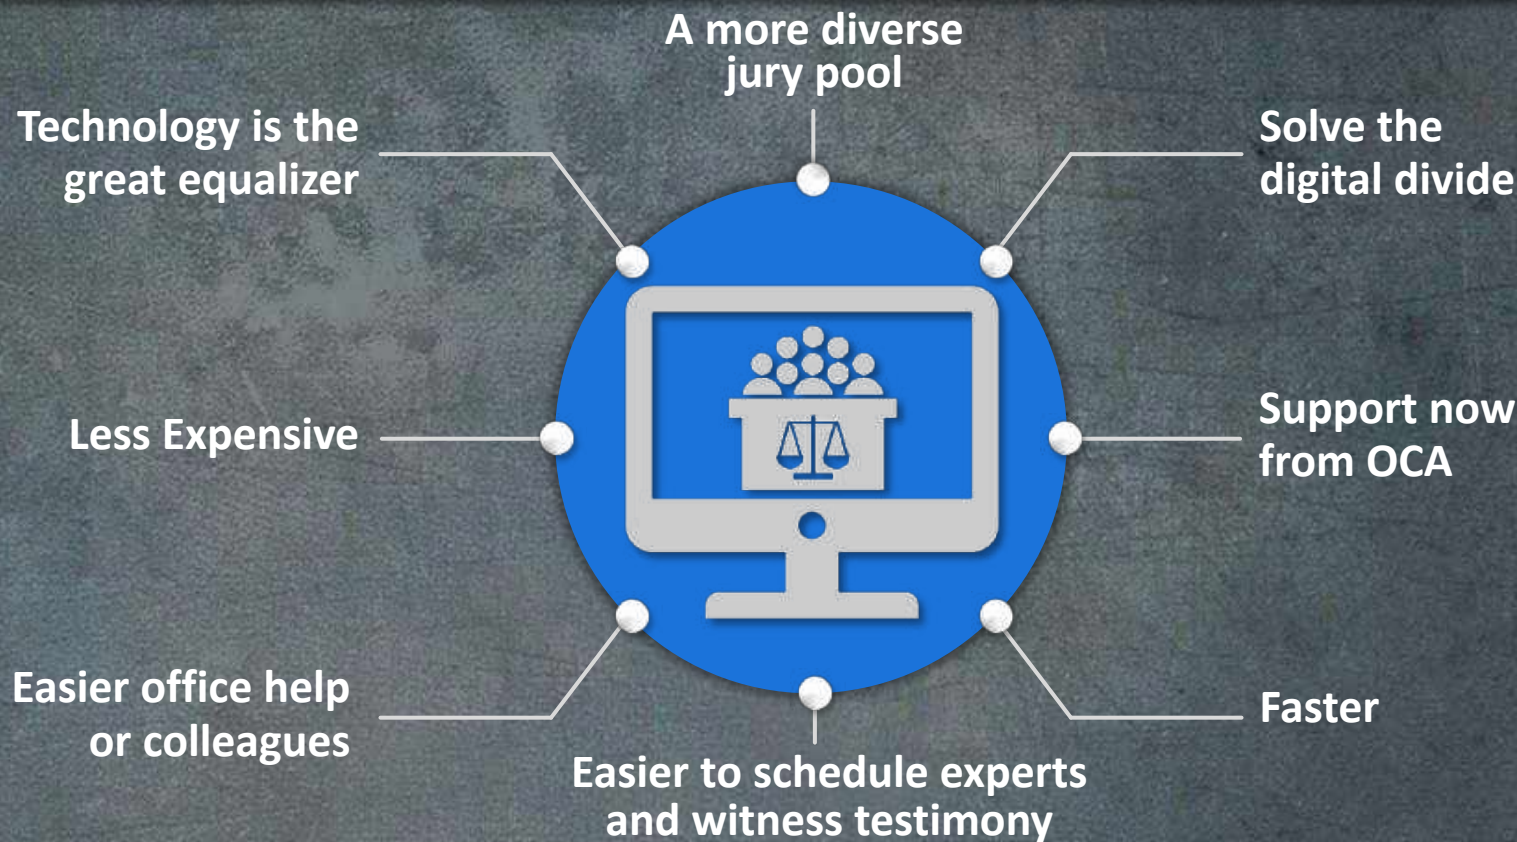 A more diverse
jury pool
Technology is the
great equalizer
Solve the
digital divide
Less Expensive
Support now
from OCA
Easier office help
or colleagues
Faster
Easier to schedule experts
and witness testimony